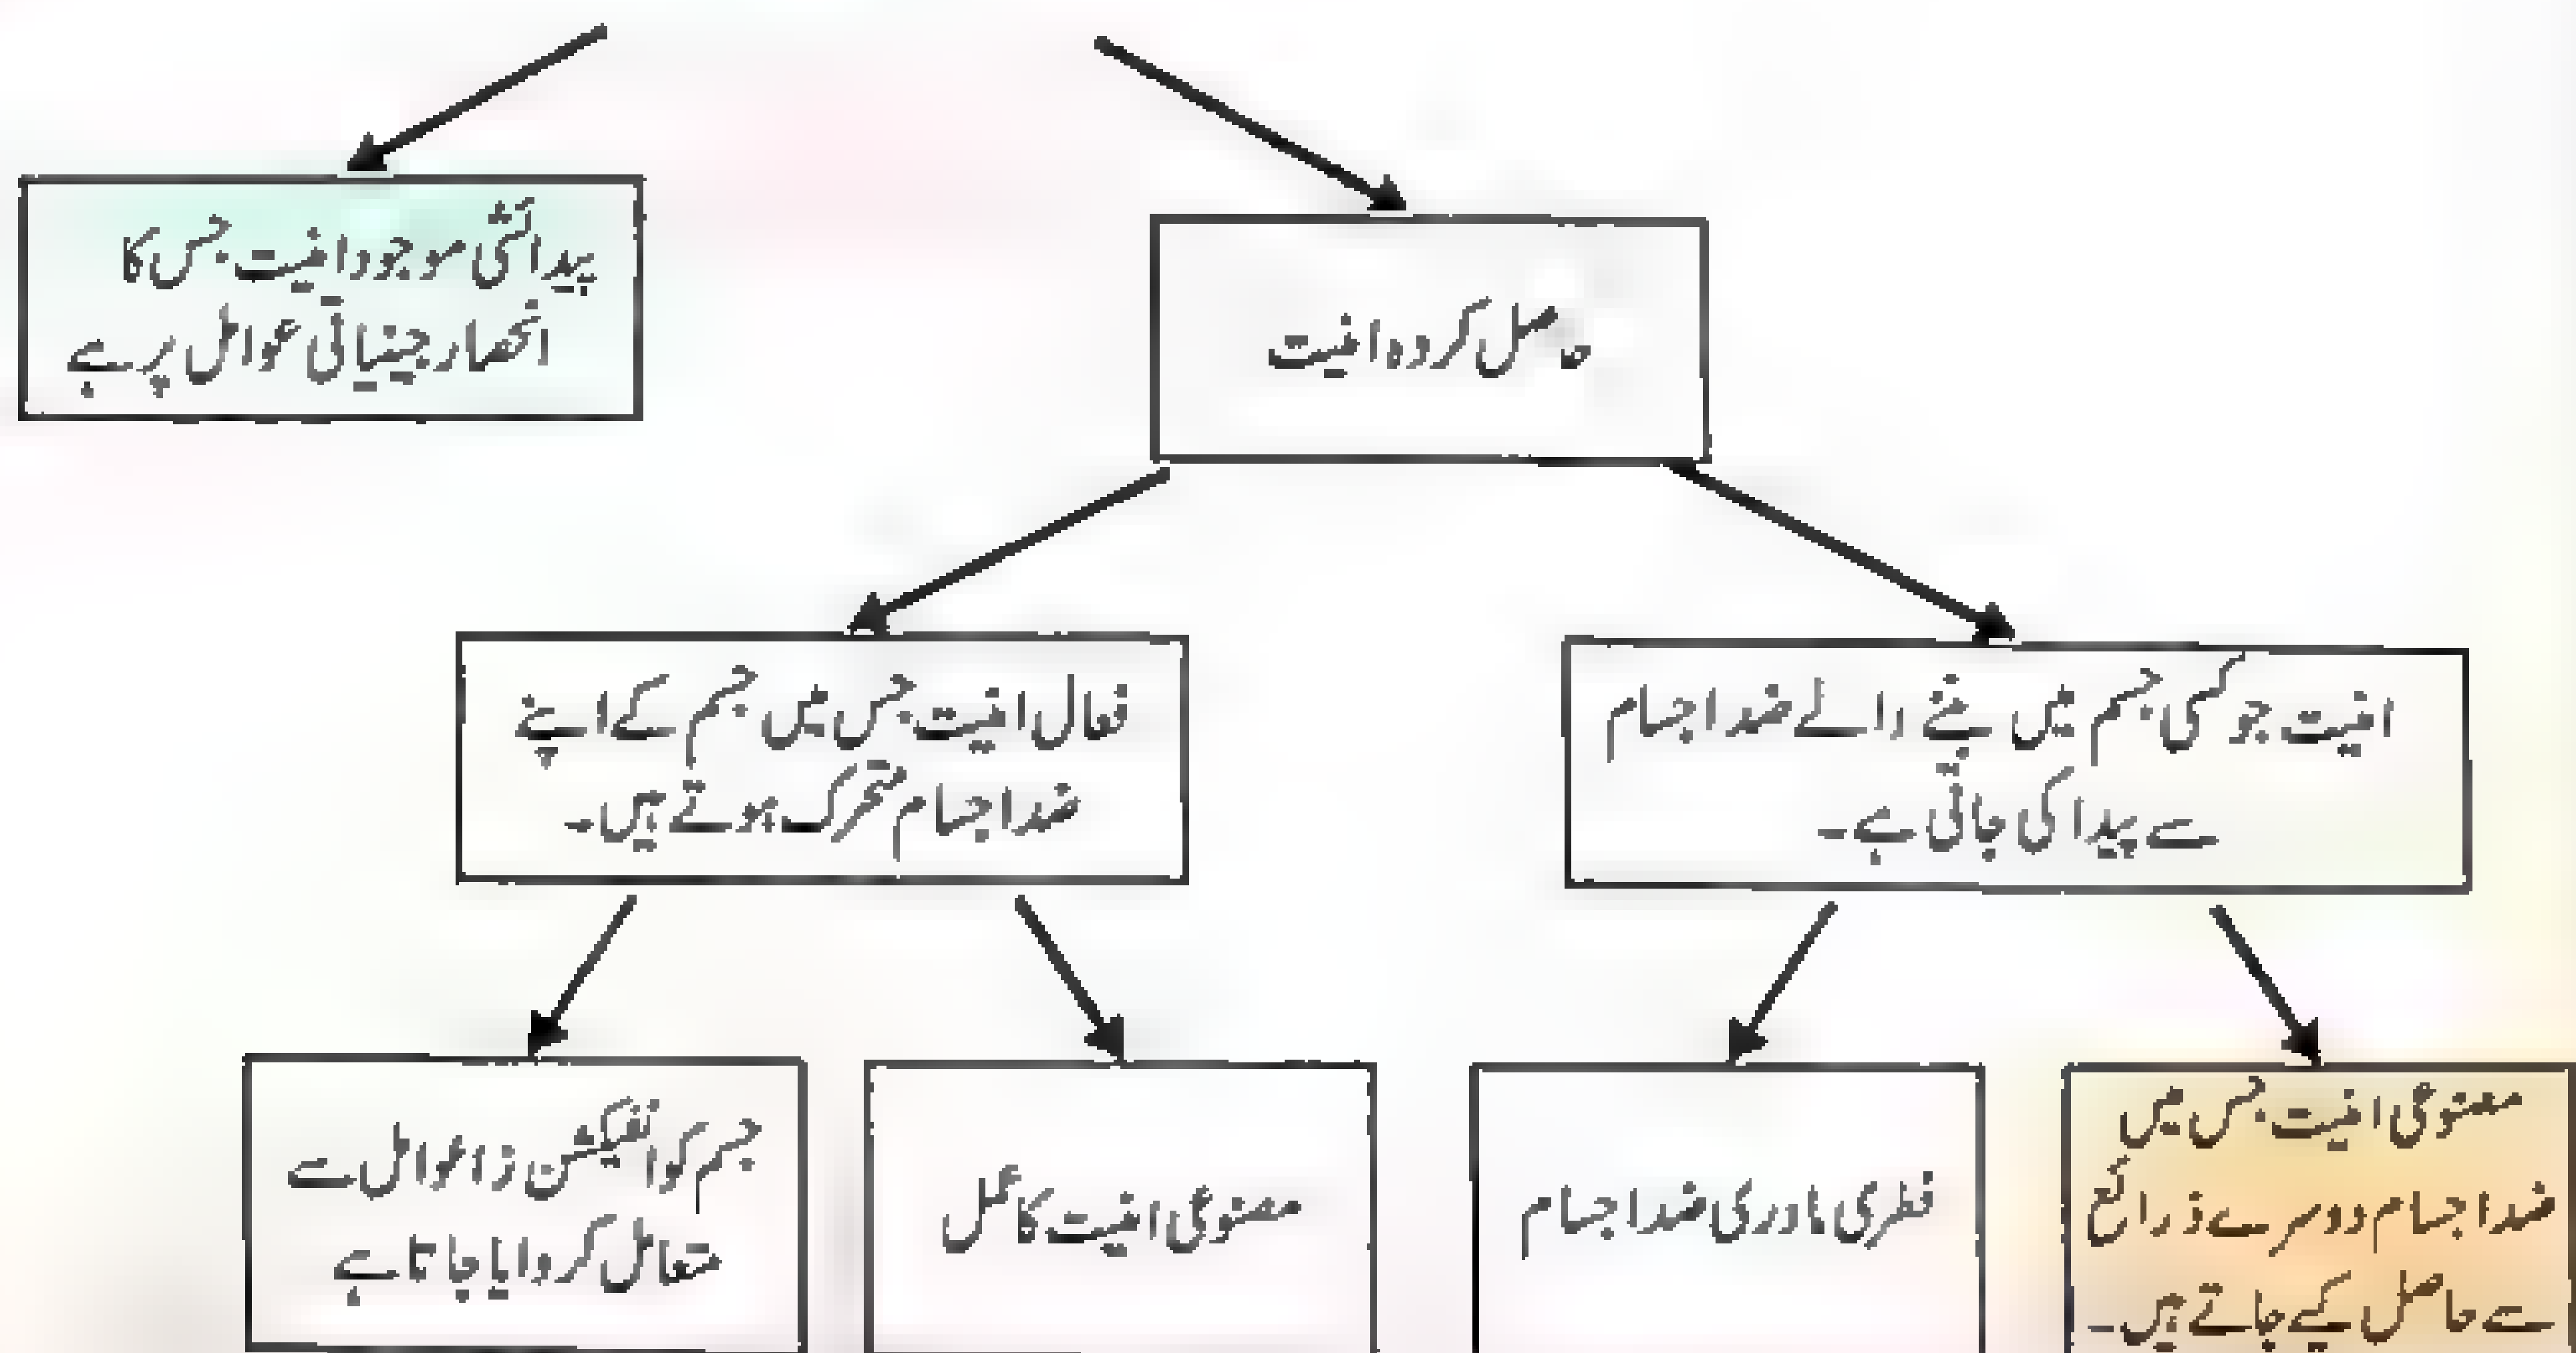 پیدائشی موجود امنیت جس کا
انحصار جینیاتی عوامل پر ہے
حاصل کردہ امنیت
فعال امنیت جس میں جسم کے اپنے
ضد اجسام متحرک ہوتے ہیں۔
امنیت جو کسی جسم میں بننے والے ضد اجسام
سے پیدا کی جاتی ہے۔
جسم کو انفیکشن زا عوامل سے
متعامل کروایا جاتا ہے
مصنوعی امنیت کا عمل
فطری مادری ضد اجسام
مصنوعی امنیت جس میں
ضد اجسام دوسرے ذرائع
سے حاصل کیے جاتے ہیں۔